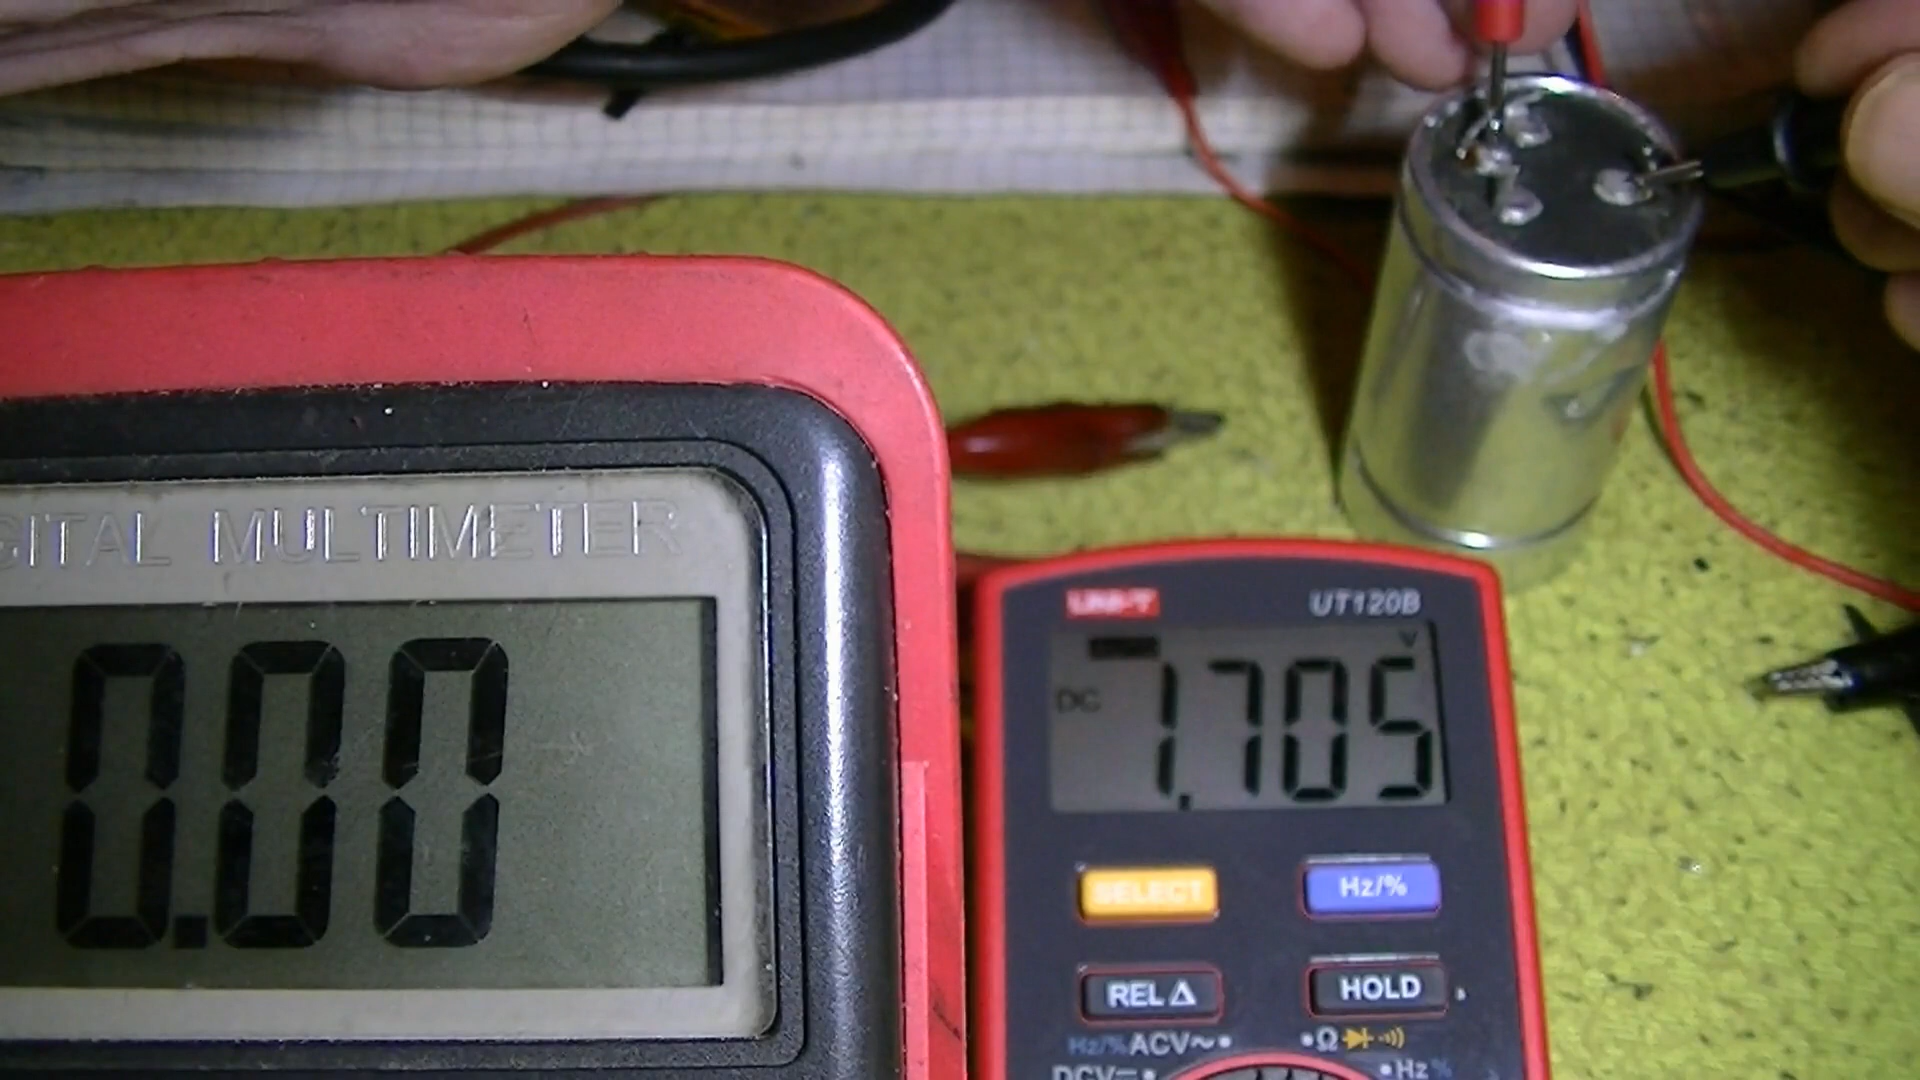 GITAL MULTIMETER
0.00
UNI-T UT120B
V
DC 1.705
SELECT Hz/%
REL Δ HOLD
Hz/% ACV~ Ω
DCV Hz %